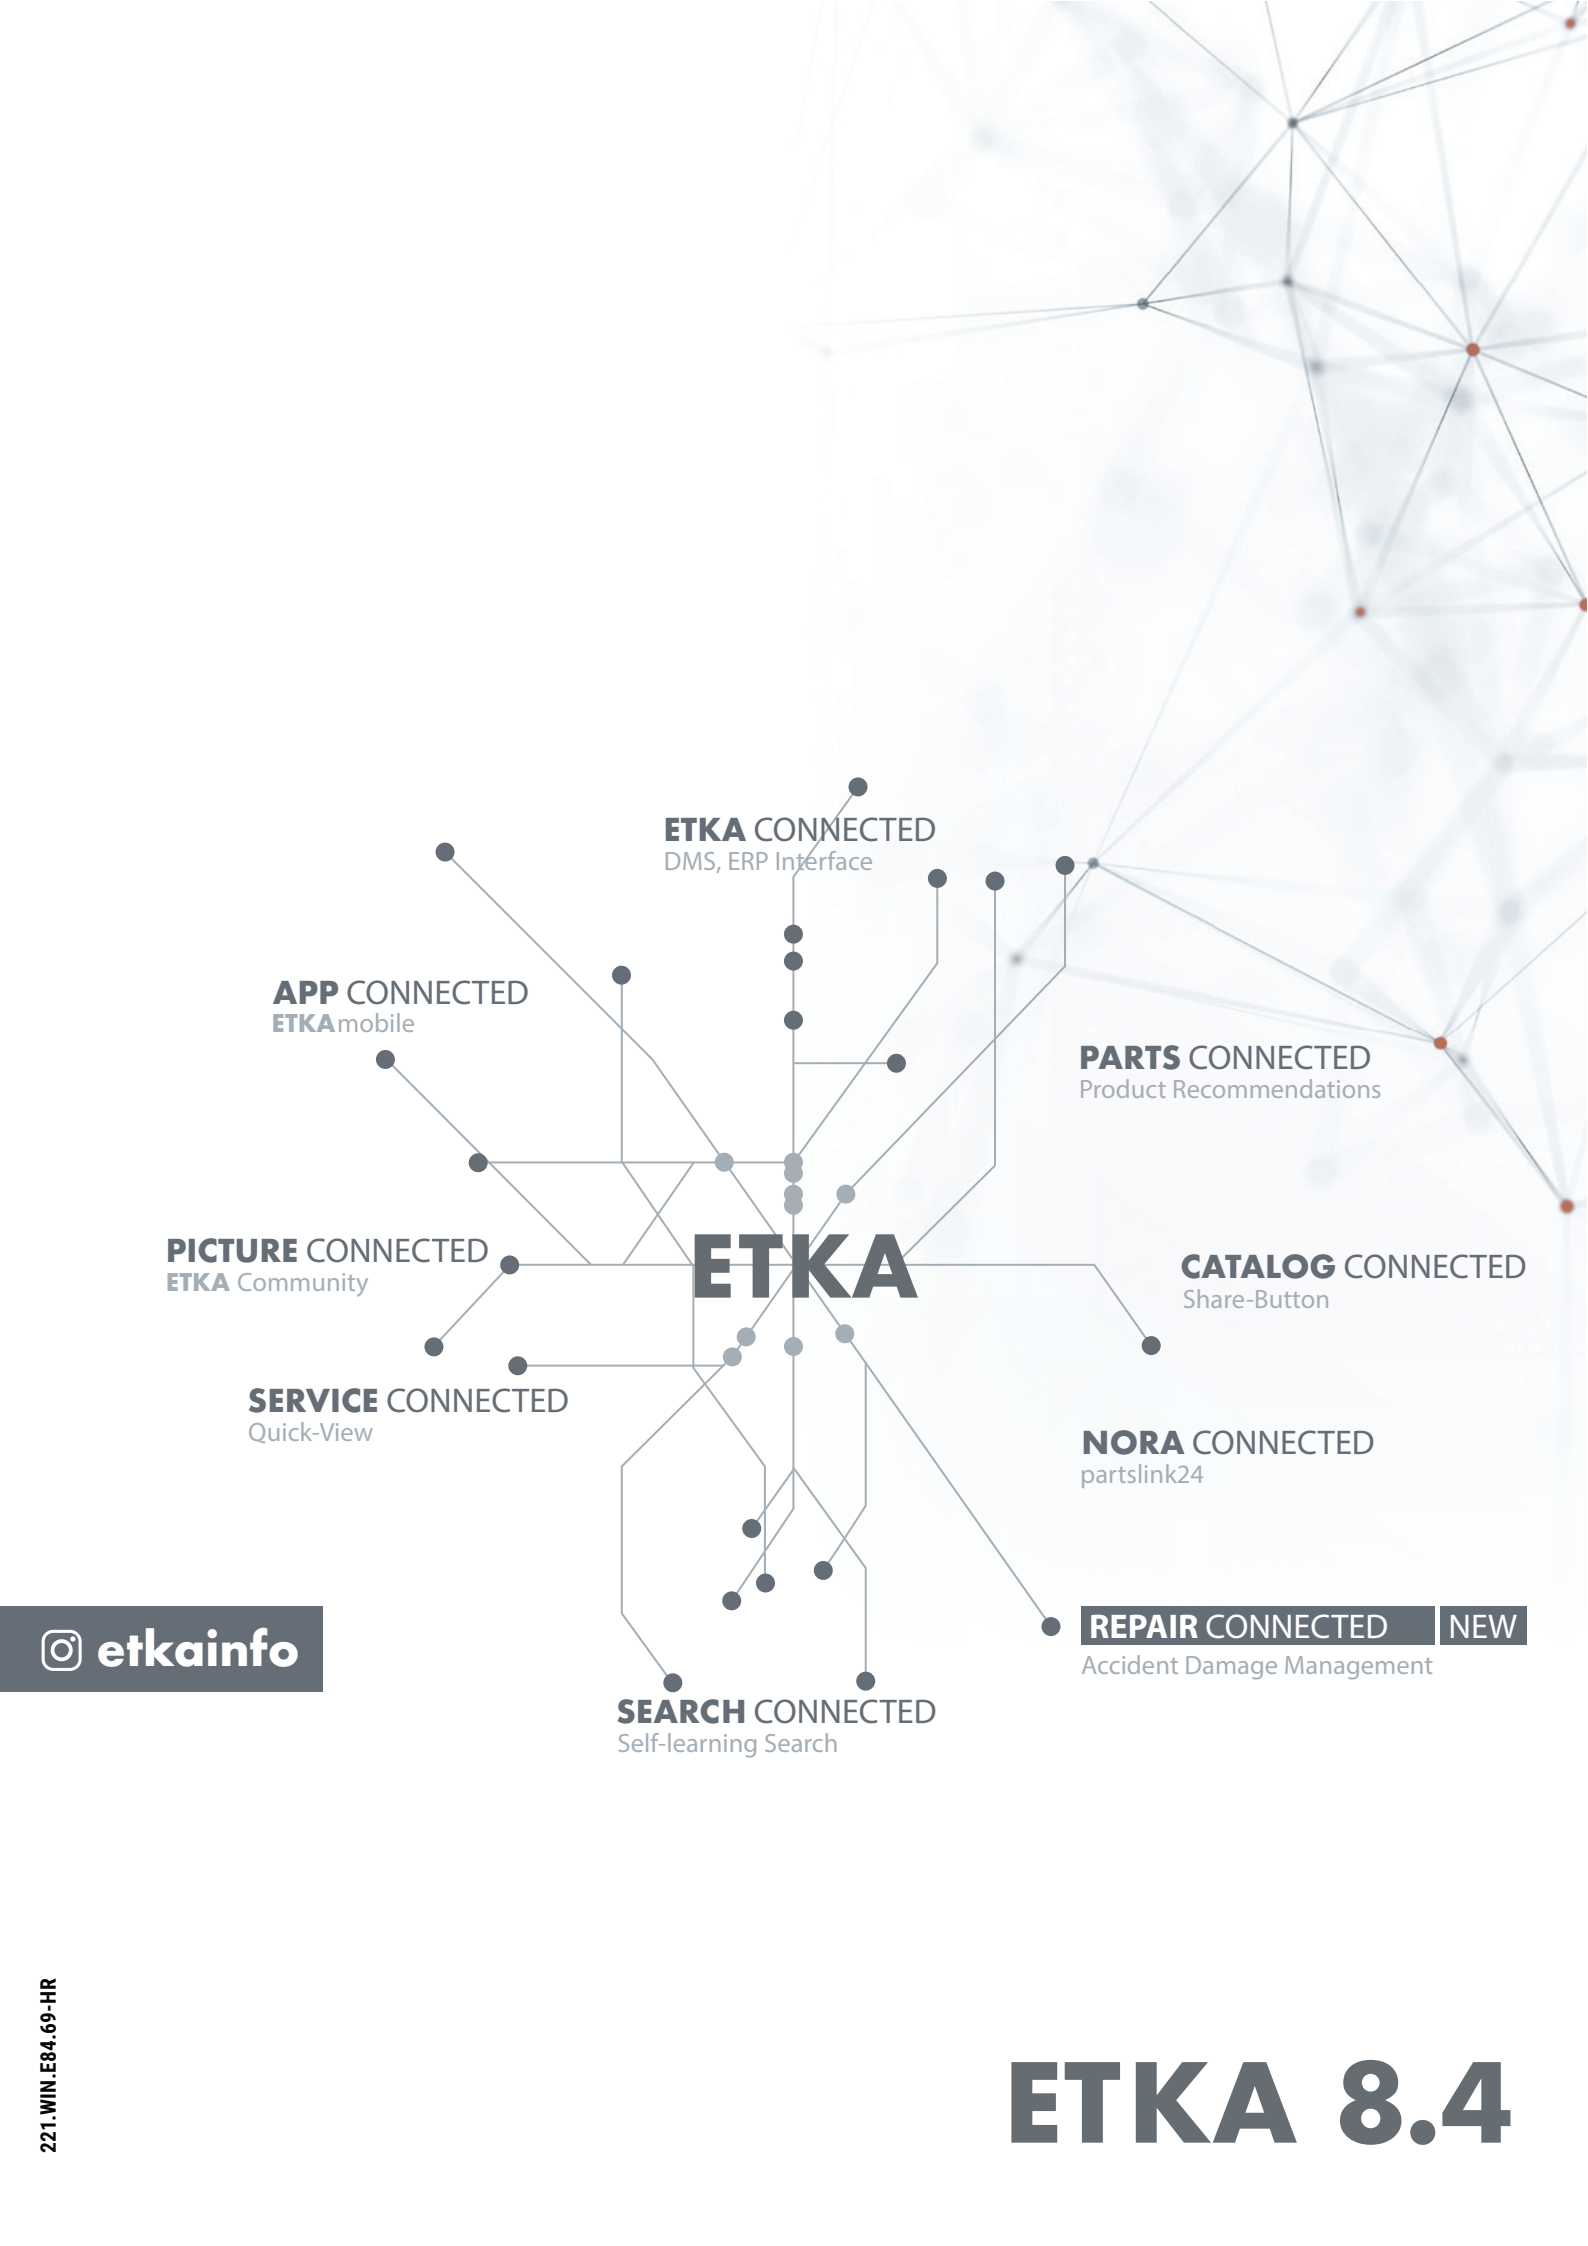 ETKA CONNECTED
DMS, ERP Interface
APP CONNECTED
ETKAmobile
PARTS CONNECTED
Product Recommendations
PICTURE CONNECTED
ETKA Community
ETKA
CATALOG CONNECTED
Share-Button
SERVICE CONNECTED
Quick-View
NORA CONNECTED
partslink24
etkainfo
REPAIR CONNECTED NEW
Accident Damage Management
SEARCH CONNECTED
Self-learning Search
221.WIN.E84.69-HR
ETKA 8.4